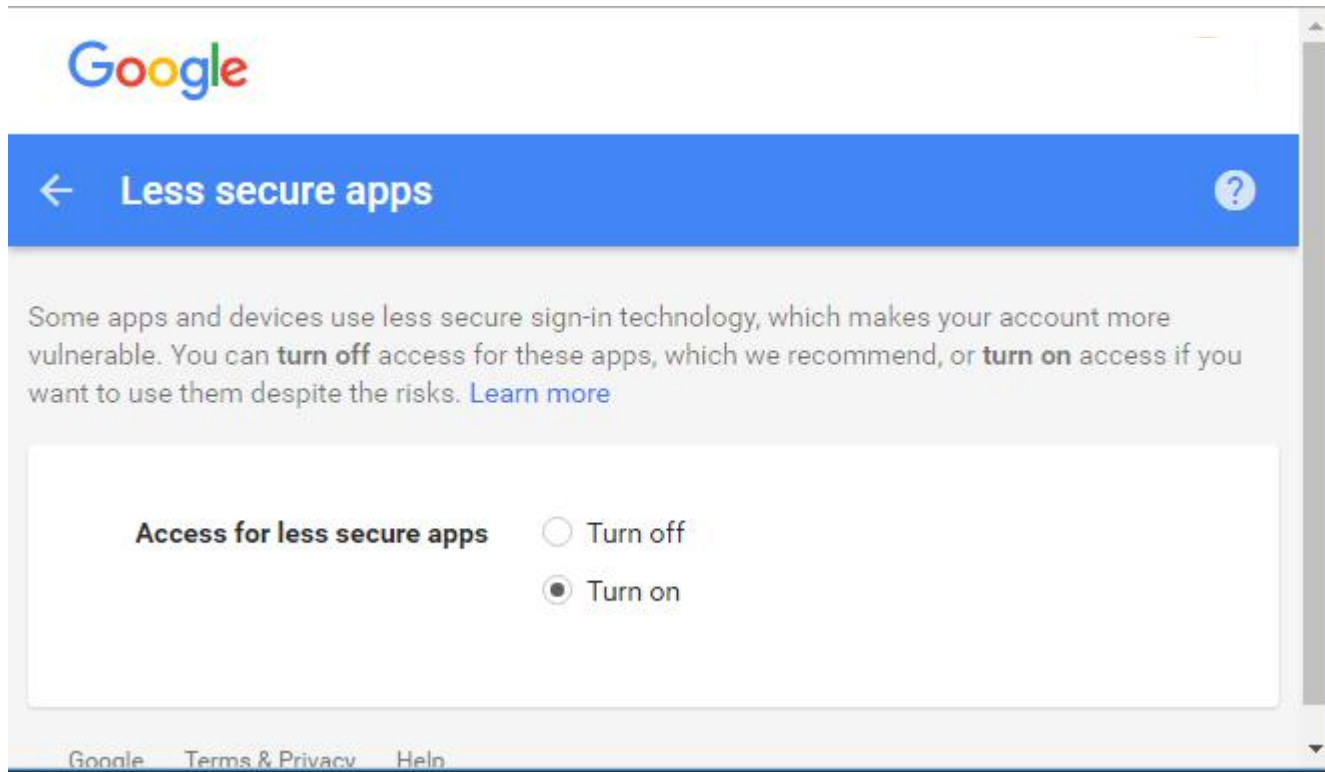 Google
Less secure apps
?
Some apps and devices use less secure sign-in technology, which makes your account more
vulnerable. You can turn off access for these apps, which we recommend, or turn on access if you
want to use them despite the risks. Learn more
Access for less secure apps
Turn off
Turn on
Google Terms & Privacy Help